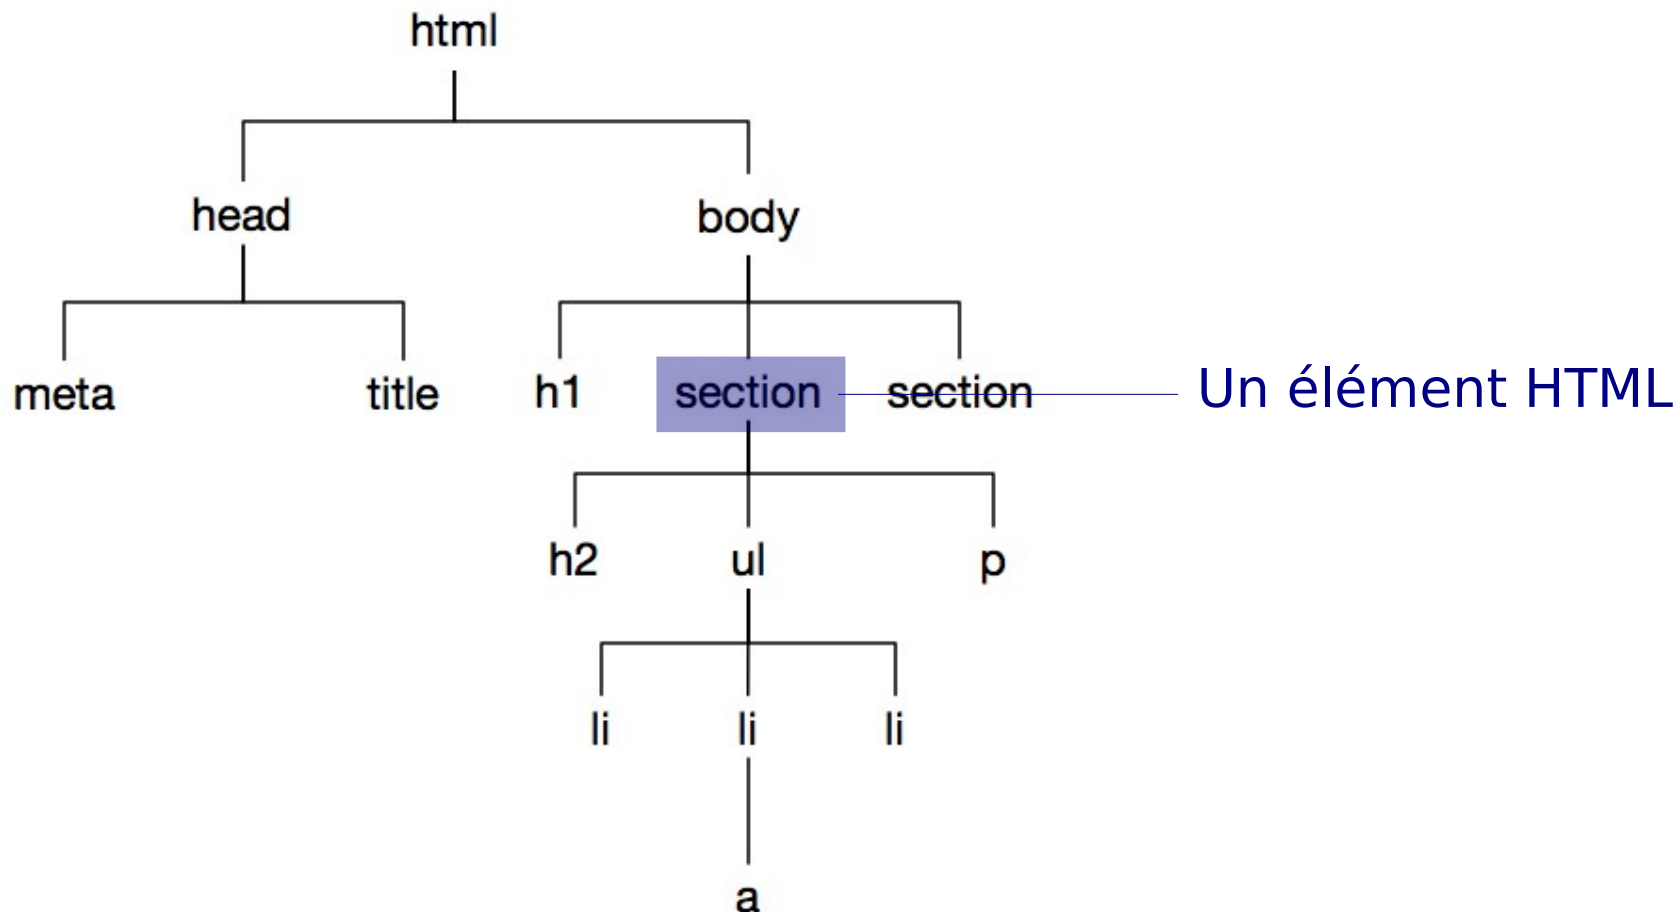 html
head body
meta title h1 section section Un élément HTML
h2 ul p
li li li
a